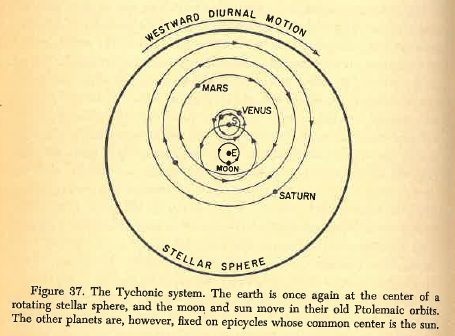 WESTWARD DIURNAL MOTION
MARS
VENUS
S
E
MOON
SATURN
STELLAR SPHERE
Figure 37. The Tychonic system. The earth is once again at the center of a
rotating stellar sphere, and the moon and sun move in their old Ptolemaic orbits.
The other planets are, however, fixed on epicycles whose common center is the sun.